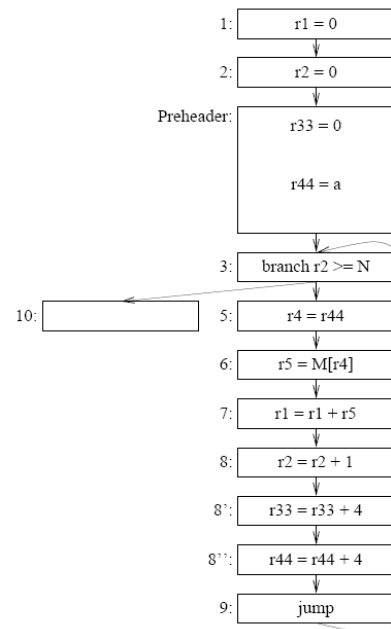 1: r1 = 0
2: r2 = 0
Preheader: r33 = 0
r44 = a
3: branch r2 >= N
10:
5: r4 = r44
6: r5 = M[r4]
7: r1 = r1 + r5
8: r2 = r2 + 1
8': r33 = r33 + 4
8'': r44 = r44 + 4
9: jump